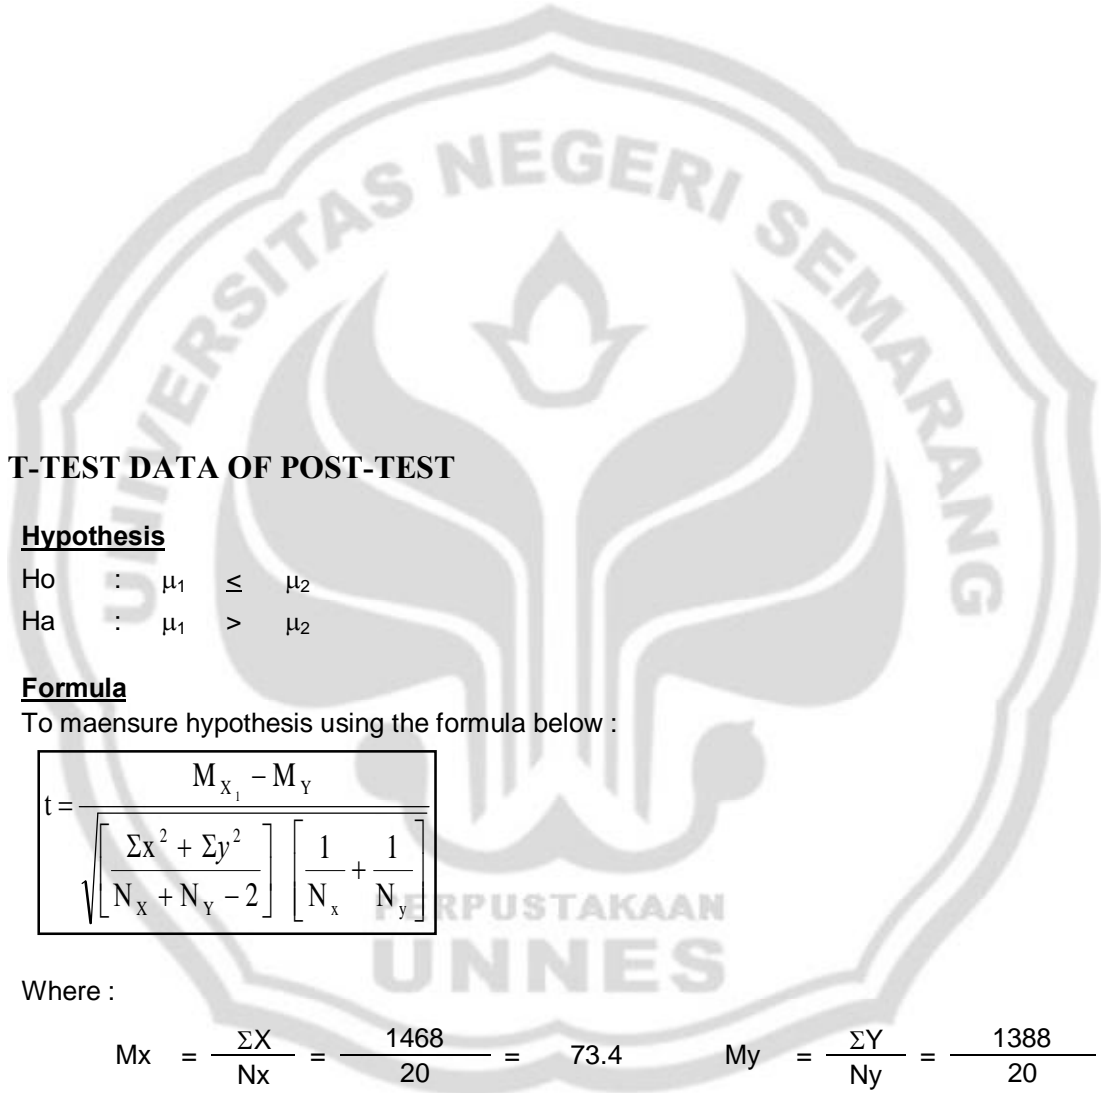 UNIVERSITAS NEGERI SEMARANG
T-TEST DATA OF POST-TEST
Hypothesis
Ho : μ₁ ≤ μ₂
Ha : μ₁ > μ₂
Formula
To maensure hypothesis using the formula below :
t = (M_X₁ − M_Y) / √([(Σx² + Σy²) / (N_X + N_Y − 2)] [1/N_x + 1/N_y])
PERPUSTAKAAN
UNNES
Where :
Mx = ΣX / Nx = 1468 / 20 = 73.4 My = ΣY / Ny = 1388 / 20